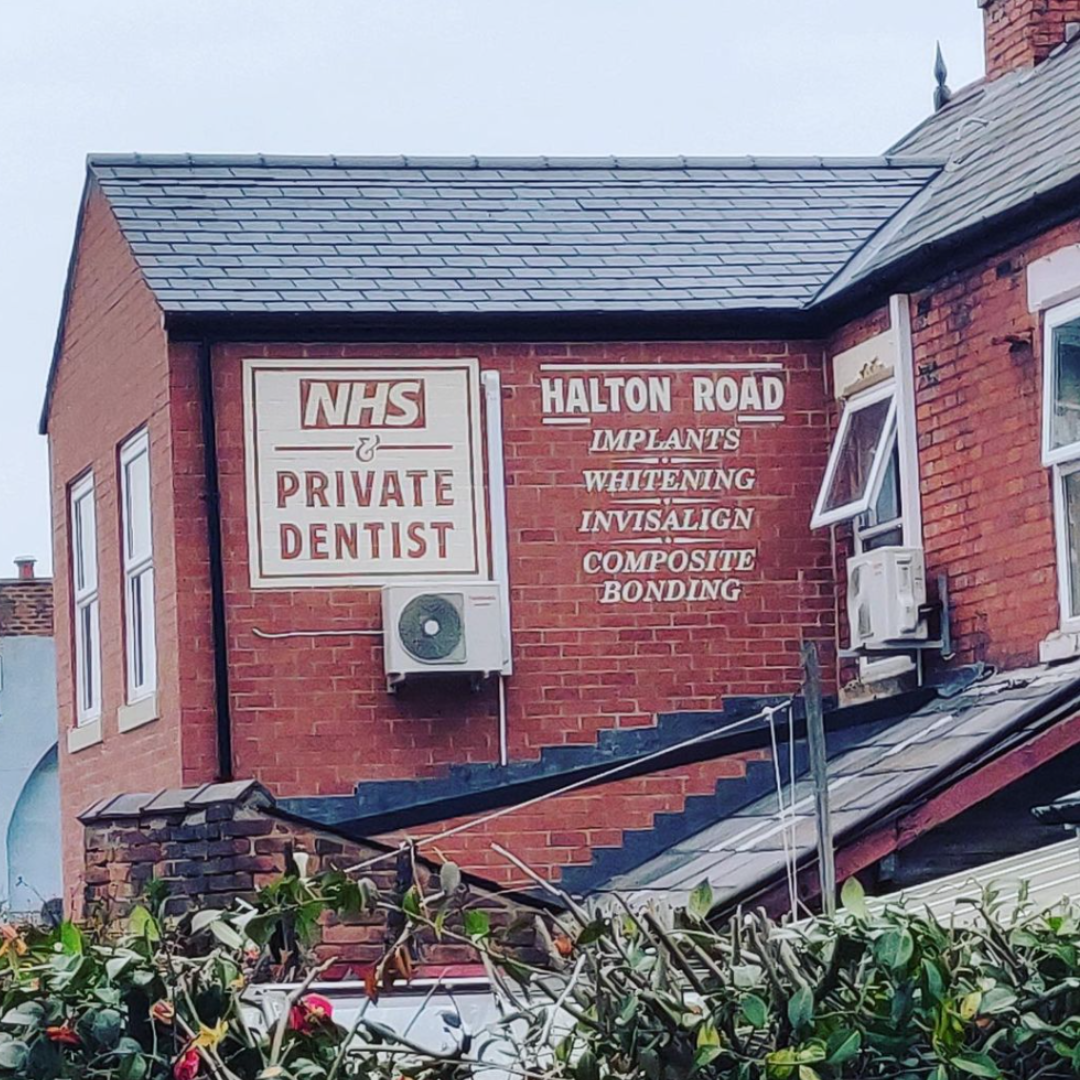 NHS
&
PRIVATE
DENTIST
HALTON ROAD
IMPLANTS
WHITENING
INVISALIGN
COMPOSITE
BONDING